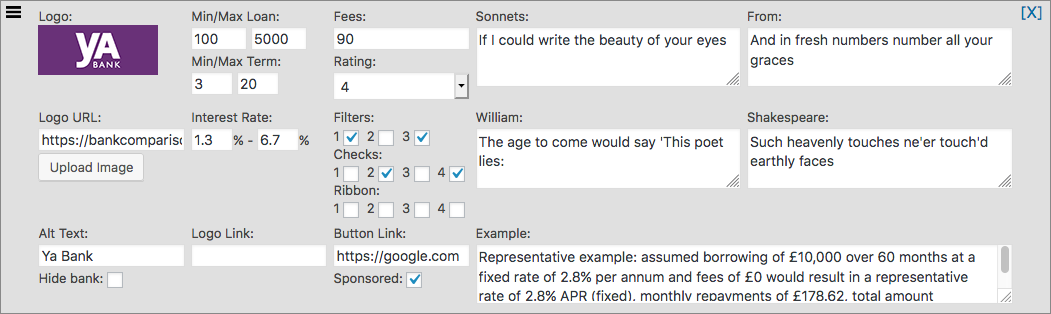 Logo: Min/Max Loan: Fees: Sonnets: From: [X]
YA
BANK
100 5000 90 If I could write the beauty of your eyes And in fresh numbers number all your
graces
Min/Max Term: Rating:
3 20 4
Logo URL: Interest Rate: Filters: William: Shakespeare:
https://bankcomparisc 1.3 % - 6.7 % 1 2 3 The age to come would say 'This poet Such heavenly touches ne'er touch'd
lies: earthly faces
Upload Image Checks:
1 2 3 4
Ribbon:
1 2 3 4
Alt Text: Logo Link: Button Link: Example:
Ya Bank https://google.com Representative example: assumed borrowing of £10,000 over 60 months at a
Hide bank: Sponsored: fixed rate of 2.8% per annum and fees of £0 would result in a representative
rate of 2.8% APR (fixed), monthly repayments of £178.62, total amount